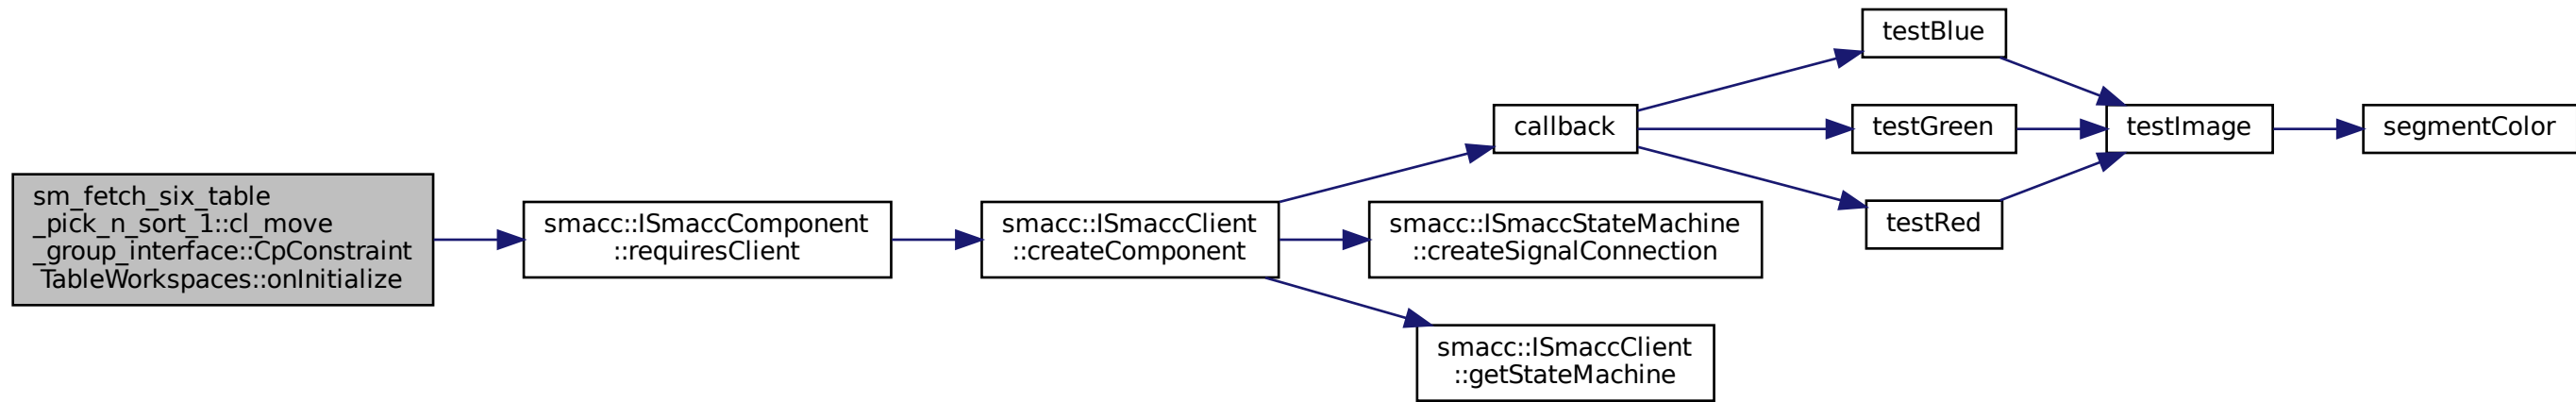 sm_fetch_six_table
_pick_n_sort_1::cl_move
_group_interface::CpConstraint
TableWorkspaces::onInitialize
smacc::ISmaccComponent
::requiresClient
smacc::ISmaccClient
::createComponent
callback
smacc::ISmaccStateMachine
::createSignalConnection
smacc::ISmaccClient
::getStateMachine
testBlue
testGreen
testRed
testImage
segmentColor